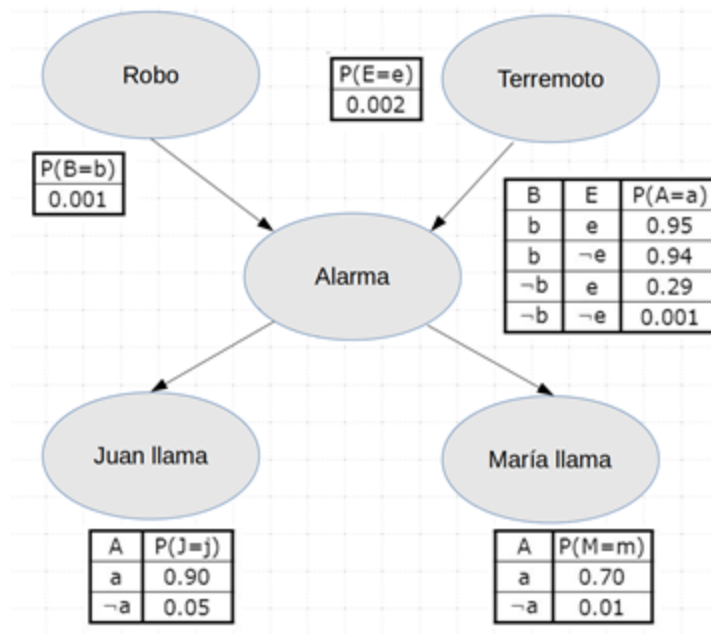 Robo
P(E=e)
0.002
Terremoto
P(B=b)
0.001
B E P(A=a)
b e 0.95
b ¬e 0.94
¬b e 0.29
¬b ¬e 0.001
Alarma
Juan llama
María llama
A P(J=j)
a 0.90
¬a 0.05
A P(M=m)
a 0.70
¬a 0.01